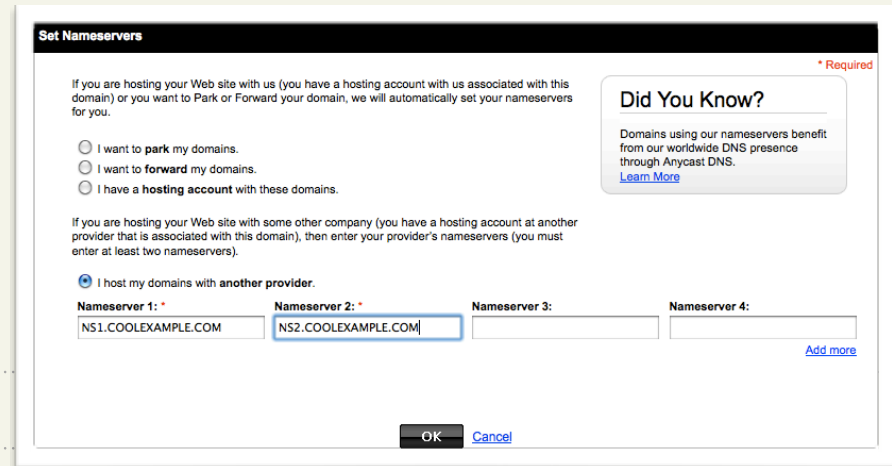 Set Nameservers
* Required
If you are hosting your Web site with us (you have a hosting account with us associated with this
domain) or you want to Park or Forward your domain, we will automatically set your nameservers
for you.
I want to park my domains.
I want to forward my domains.
I have a hosting account with these domains.
Did You Know?
Domains using our nameservers benefit
from our worldwide DNS presence
through Anycast DNS.
Learn More
If you are hosting your Web site with some other company (you have a hosting account at another
provider that is associated with this domain), then enter your provider's nameservers (you must
enter at least two nameservers).
I host my domains with another provider.
Nameserver 1: * Nameserver 2: * Nameserver 3: Nameserver 4:
NS1.COOLEXAMPLE.COM NS2.COOLEXAMPLE.COM
Add more
OK Cancel